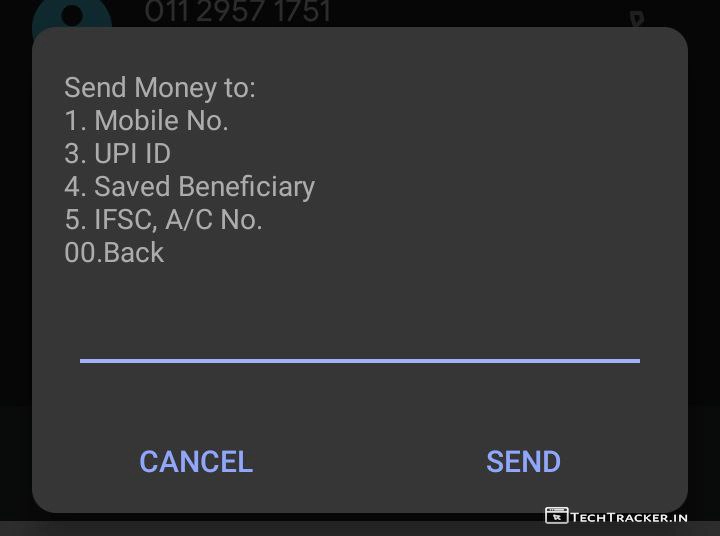 011 2957 1751
Send Money to:
1. Mobile No.
3. UPI ID
4. Saved Beneficiary
5. IFSC, A/C No.
00.Back
CANCEL
SEND
TECHTRACKER.IN